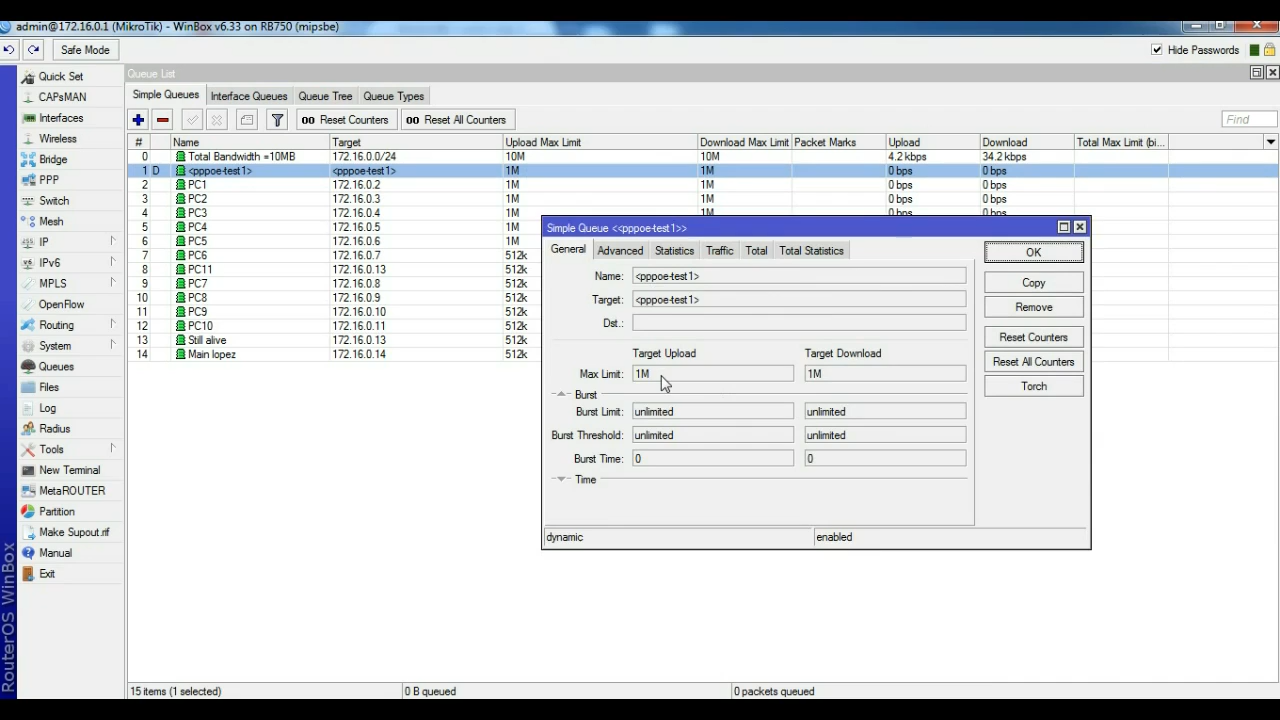 admin@172.16.0.1 (MikroTik) - WinBox v6.33 on RB750 (mipsbe)
Safe Mode Hide Passwords
Quick Set
CAPsMAN
Interfaces
Wireless
Bridge
PPP
Switch
Mesh
IP
IPv6
MPLS
OpenFlow
Routing
System
Queues
Files
Log
Radius
Tools
New Terminal
MetaROUTER
Partition
Make Supout.rif
Manual
Exit
RouterOS WinBox
Queue List
Simple Queues Interface Queues Queue Tree Queue Types
00 Reset Counters 00 Reset All Counters Find
# Name Target Upload Max Limit Download Max Limit Packet Marks Upload Download Total Max Limit (bi...
0 Total Bandwidth =10MB 172.16.0.0/24 10M 10M 4.2 kbps 34.2 kbps
1 D <pppoe-test1> <pppoe-test1> 1M 1M 0 bps 0 bps
2 PC1 172.16.0.2 1M 1M 0 bps 0 bps
3 PC2 172.16.0.3 1M 1M 0 bps 0 bps
4 PC3 172.16.0.4 1M 1M 0 bps 0 bps
5 PC4 172.16.0.5 1M
6 PC5 172.16.0.6 1M
7 PC6 172.16.0.7 512k
8 PC11 172.16.0.13 512k
9 PC7 172.16.0.8 512k
10 PC8 172.16.0.9 512k
11 PC9 172.16.0.10 512k
12 PC10 172.16.0.11 512k
13 Still alive 172.16.0.13 512k
14 Main lopez 172.16.0.14 512k
Simple Queue <<pppoe-test1>>
General Advanced Statistics Traffic Total Total Statistics
Name: <pppoe-test1>
Target: <pppoe-test1>
Dst.:
Target Upload Target Download
Max Limit: 1M 1M
Burst
Burst Limit: unlimited unlimited
Burst Threshold: unlimited unlimited
Burst Time: 0 0
Time
OK
Copy
Remove
Reset Counters
Reset All Counters
Torch
dynamic enabled
15 items (1 selected) 0 B queued 0 packets queued